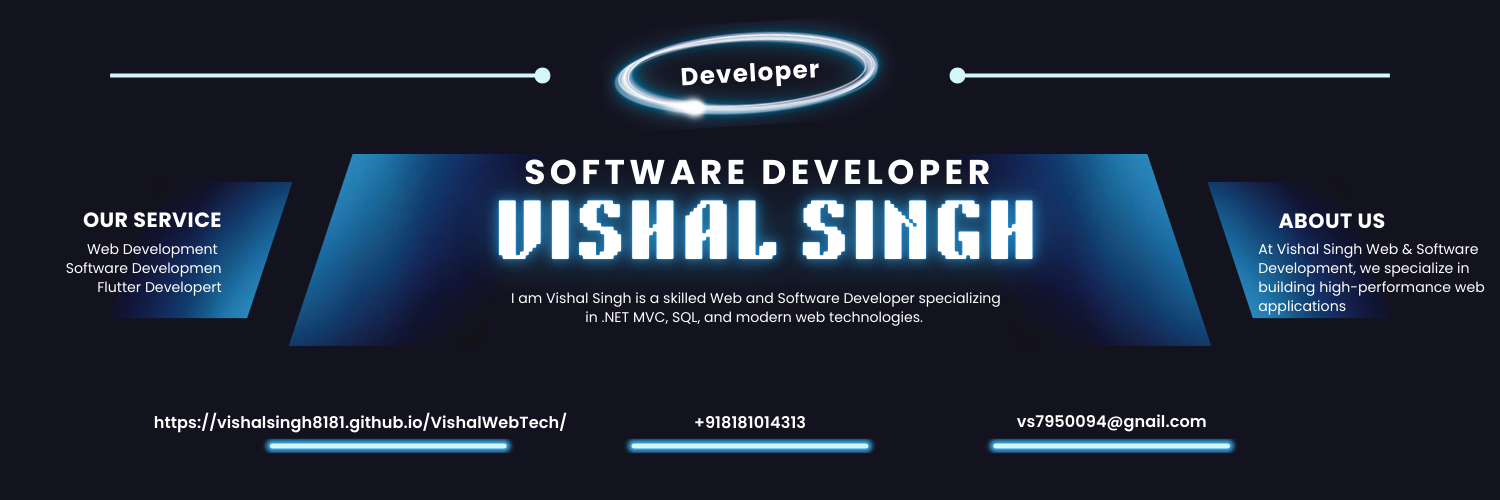 Developer
SOFTWARE DEVELOPER
VISHAL SINGH
I am Vishal Singh is a skilled Web and Software Developer specializing
in .NET MVC, SQL, and modern web technologies.
OUR SERVICE
Web Development
Software Developmen
Flutter Developert
ABOUT US
At Vishal Singh Web & Software
Development, we specialize in
building high-performance web
applications
https://vishalsingh8181.github.io/VishalWebTech/
+918181014313
vs7950094@gnail.com